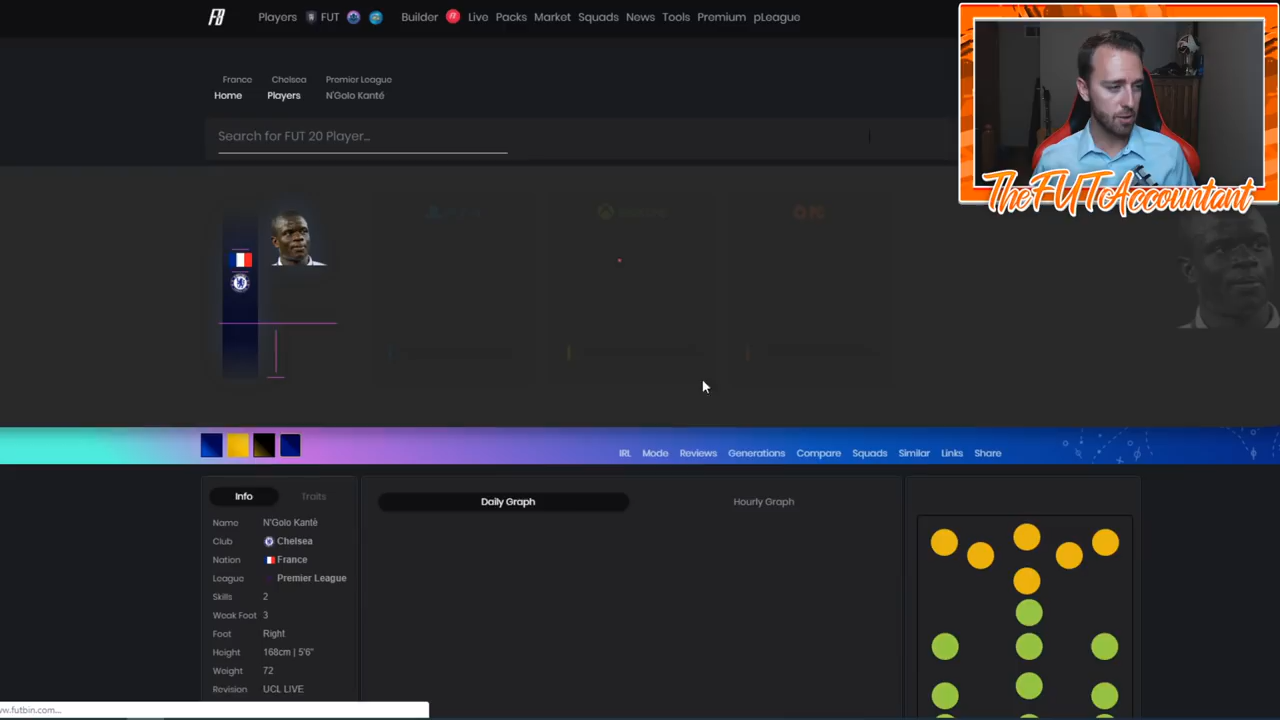 FB Players FUT Builder Live Packs Market Squads News Tools Premium pLeague
France Chelsea Premier League
Home Players N'Golo Kanté
Search for FUT 20 Player...
TheFUTAccountant
IRL Mode Reviews Generations Compare Squads Similar Links Share
Info Traits
Daily Graph Hourly Graph
Name N'Golo Kanté
Club Chelsea
Nation France
League Premier League
Skills 2
Weak Foot 3
Foot Right
Height 168cm | 5'6"
Weight 72
Revision UCL LIVE
w.futbin.com...